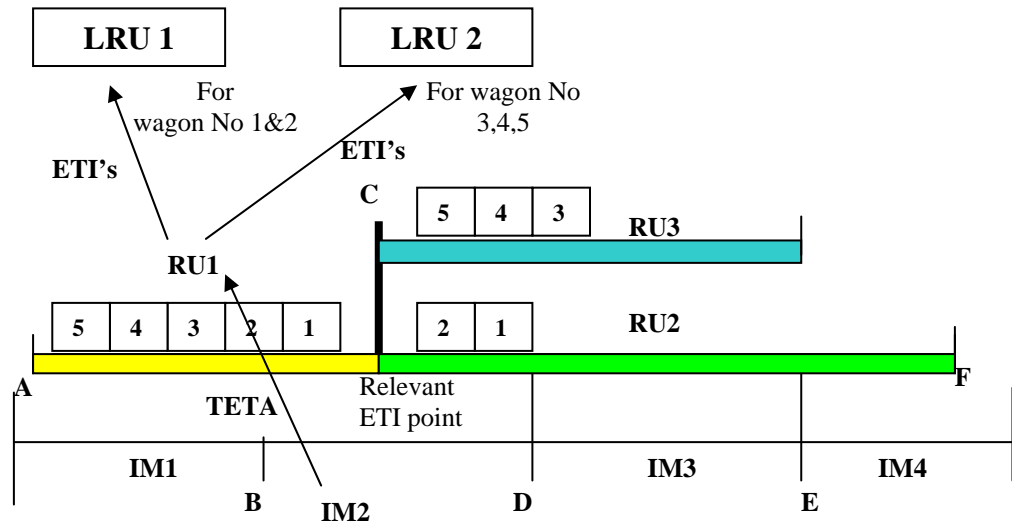 LRU 1
LRU 2
For
wagon No 1&2
For wagon No
3,4,5
ETI's
ETI's
C
5 4 3
RU3
RU1
5 4 3 2 1
2 1
RU2
A
Relevant
ETI point
F
TETA
IM1
IM3
IM4
B
IM2
D
E